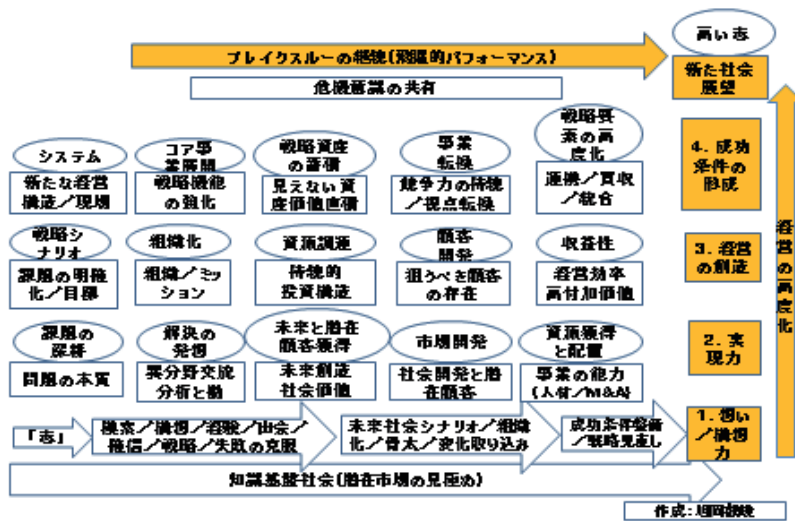 高い志
ブレイクスルーの継続(飛躍的パフォーマンス)
新たな社会
展望
危機意識の共有
システム
新たな経営
構造/現場
コア事
業展開
戦略機能
の強化
戦略資産
の蓄積
見えない資
産価値蓄積
事業
転換
競争力の持続
/視点転換
戦略要
素の高
度化
連携/買収
/統合
4. 成功
条件の
形成
戦略シ
ナリオ
課題の明確
化/目標
組織化
組織/ミッ
ション
資源調達
持続的
投資構造
顧客
開発
狙うべき顧客
の存在
収益性
経営効率
高付加価値
3. 経営
の創造
経営の高度化
課題の
深耕
問題の本質
解決の
発想
異分野交流
分析と勘
未来と潜在
顧客獲得
未来創造
社会価値
市場開発
社会開発と潜
在顧客
資源獲得
と配置
事業の能力
(人材/M&A)
2. 実
現力
「志」
模索/構想/経験/出会/
確信/戦略/失敗の克服
未来社会シナリオ/組織
化/骨太/変化取り込み
成功条件整備
/戦略見直し
1. 想い
/構想
力
知識基盤社会(潜在市場の見極め)
作成: